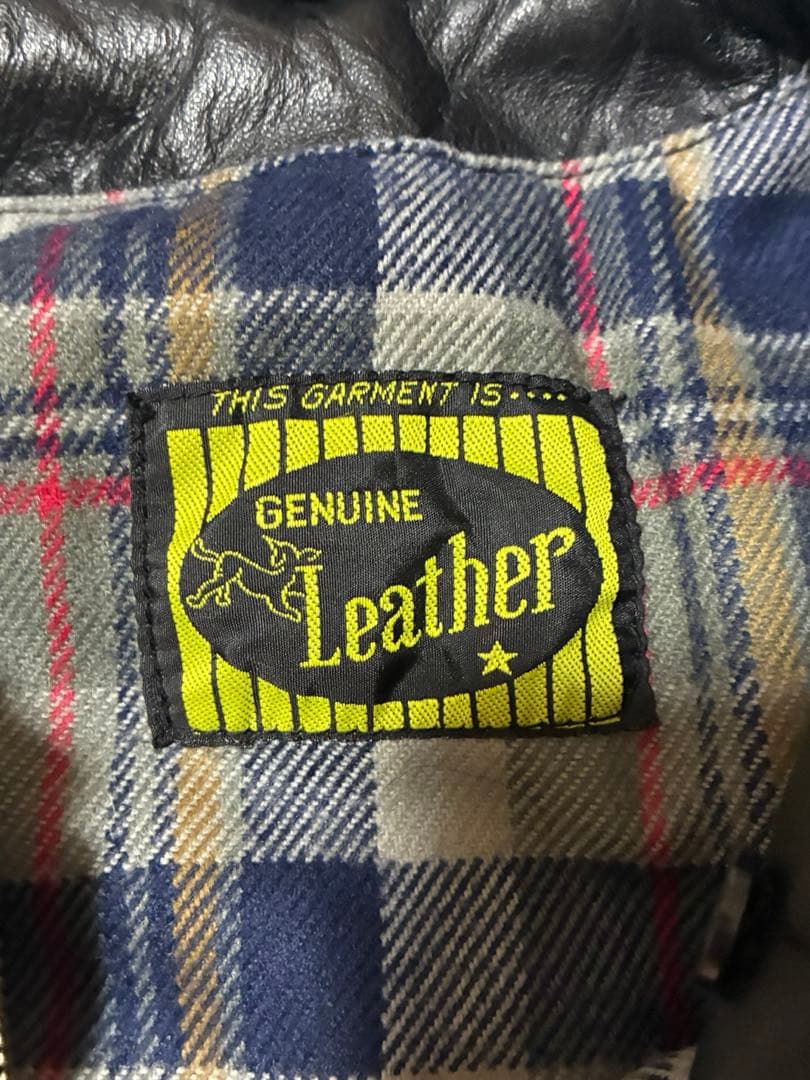 THIS GARMENT IS....
GENUINE
Leather